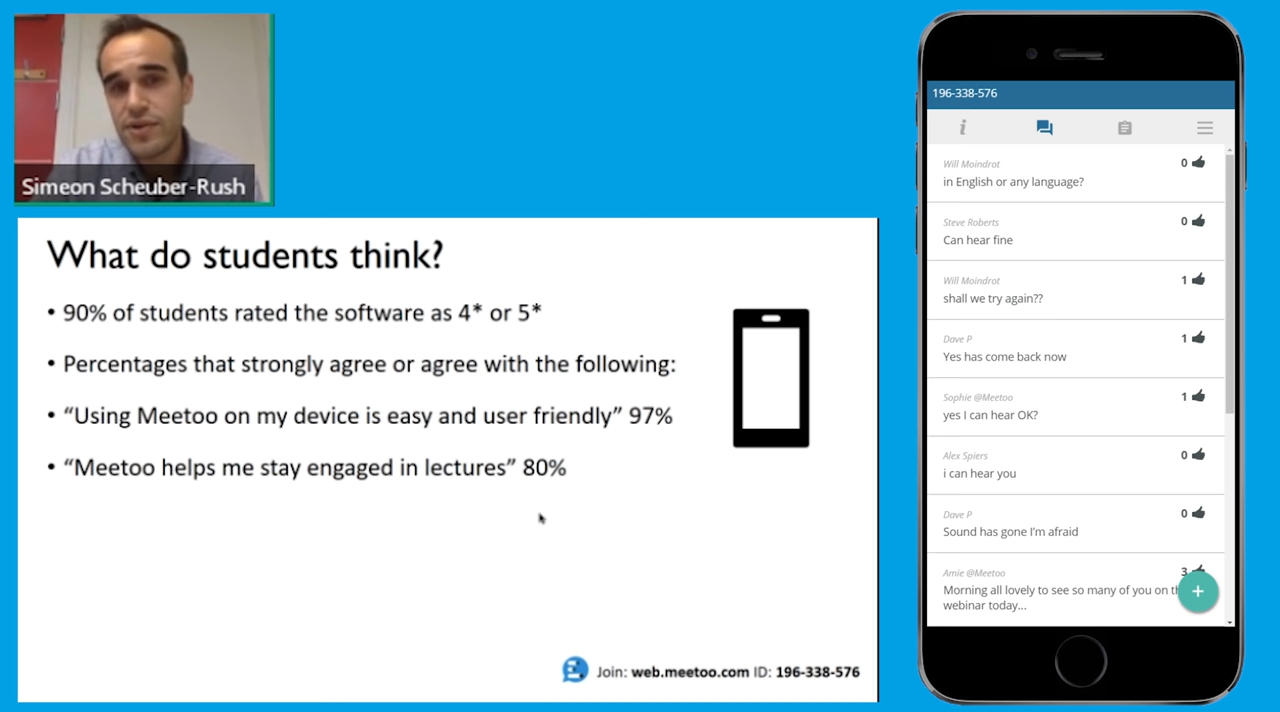 Simeon Scheuber-Rush
What do students think?
• 90% of students rated the software as 4* or 5*
• Percentages that strongly agree or agree with the following:
• “Using Meetoo on my device is easy and user friendly” 97%
• “Meetoo helps me stay engaged in lectures” 80%
Join: web.meetoo.com ID: 196-338-576
196-338-576
Will Moindrot 0
in English or any language?
Steve Roberts 0
Can hear fine
Will Moindrot 1
shall we try again??
Dave P 1
Yes has come back now
Sophie @Meetoo 1
yes I can hear OK?
Alex Spiers 0
i can hear you
Dave P 0
Sound has gone I’m afraid
Amie @Meetoo 3
Morning all lovely to see so many of you on
webinar today...